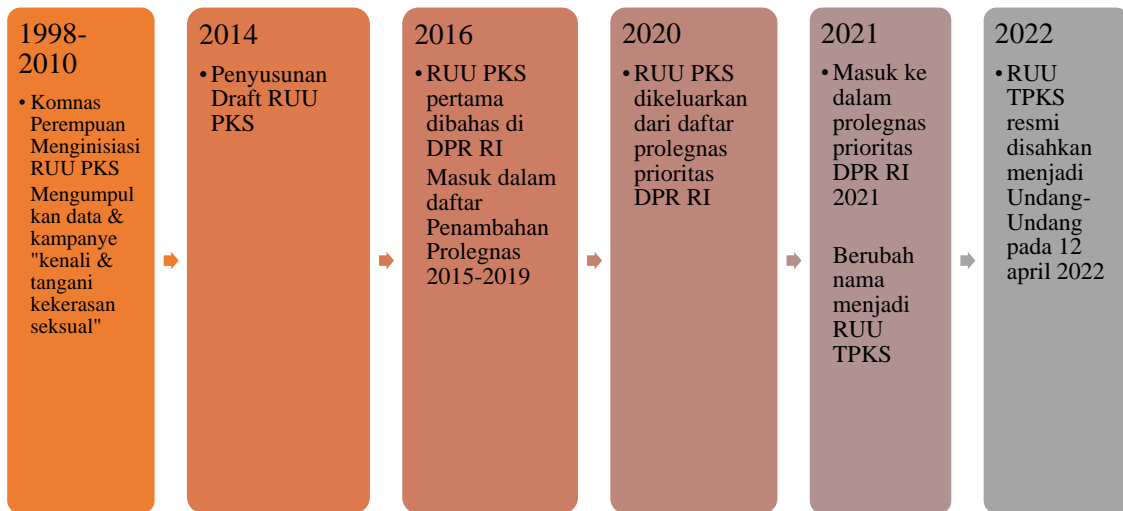 1998-
2010
• Komnas
Perempuan
Menginisiasi
RUU PKS
Mengumpul
kan data &
kampanye
"kenali &
tangani
kekerasan
seksual"
2014
• Penyusunan
Draft RUU
PKS
2016
• RUU PKS
pertama
dibahas di
DPR RI
Masuk dalam
daftar
Penambahan
Prolegnas
2015-2019
2020
• RUU PKS
dikeluarkan
dari daftar
prolegnas
prioritas
DPR RI
2021
• Masuk ke
dalam
prolegnas
prioritas
DPR RI
2021
Berubah
nama
menjadi
RUU
TPKS
2022
• RUU
TPKS
resmi
disahkan
menjadi
Undang-
Undang
pada 12
april 2022